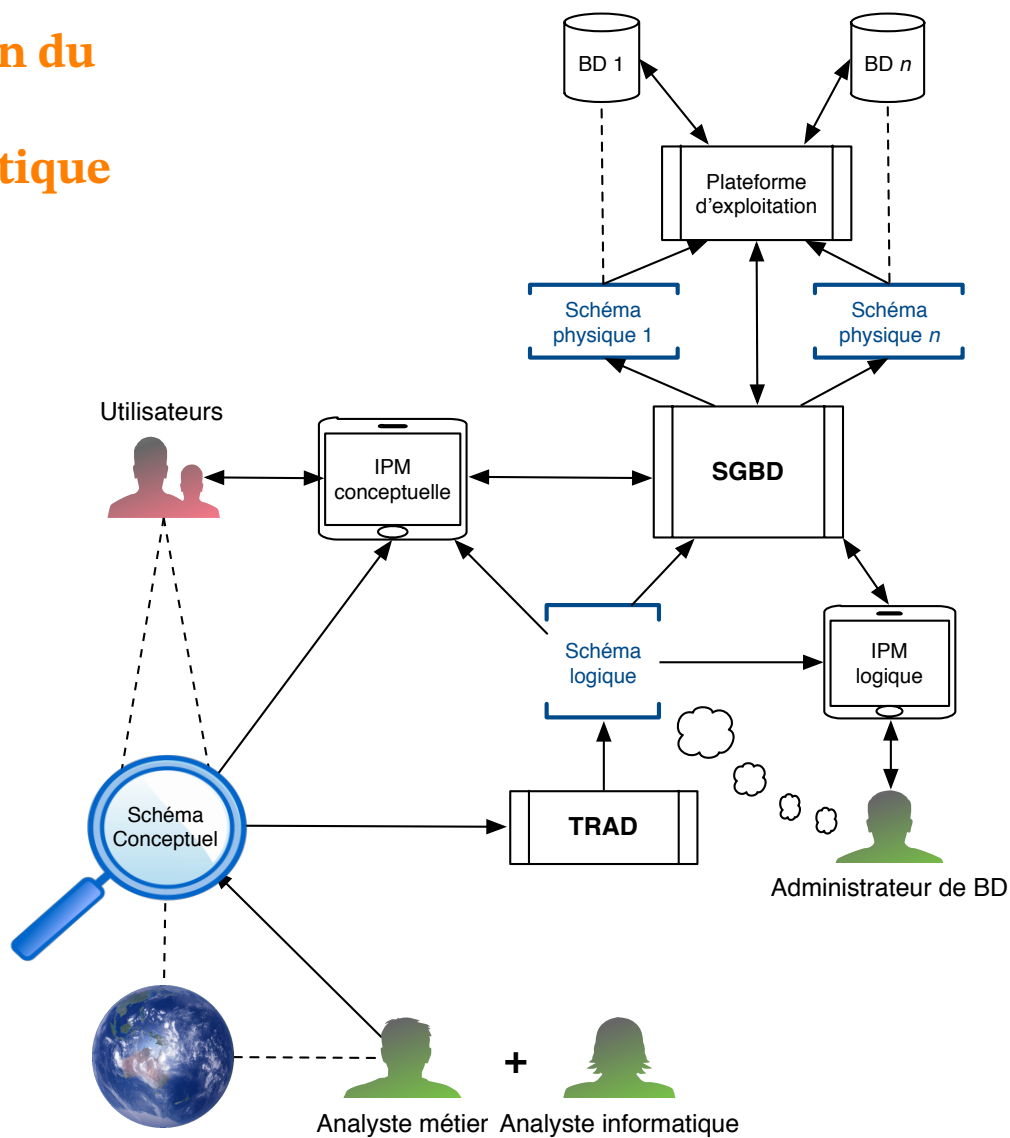 n du
tique
BD 1
BD n
Plateforme
d'exploitation
Schéma
physique 1
Schéma
physique n
Utilisateurs
IPM
conceptuelle
SGBD
Schéma
logique
IPM
logique
Schéma
Conceptuel
TRAD
Administrateur de BD
+
Analyste métier
Analyste informatique